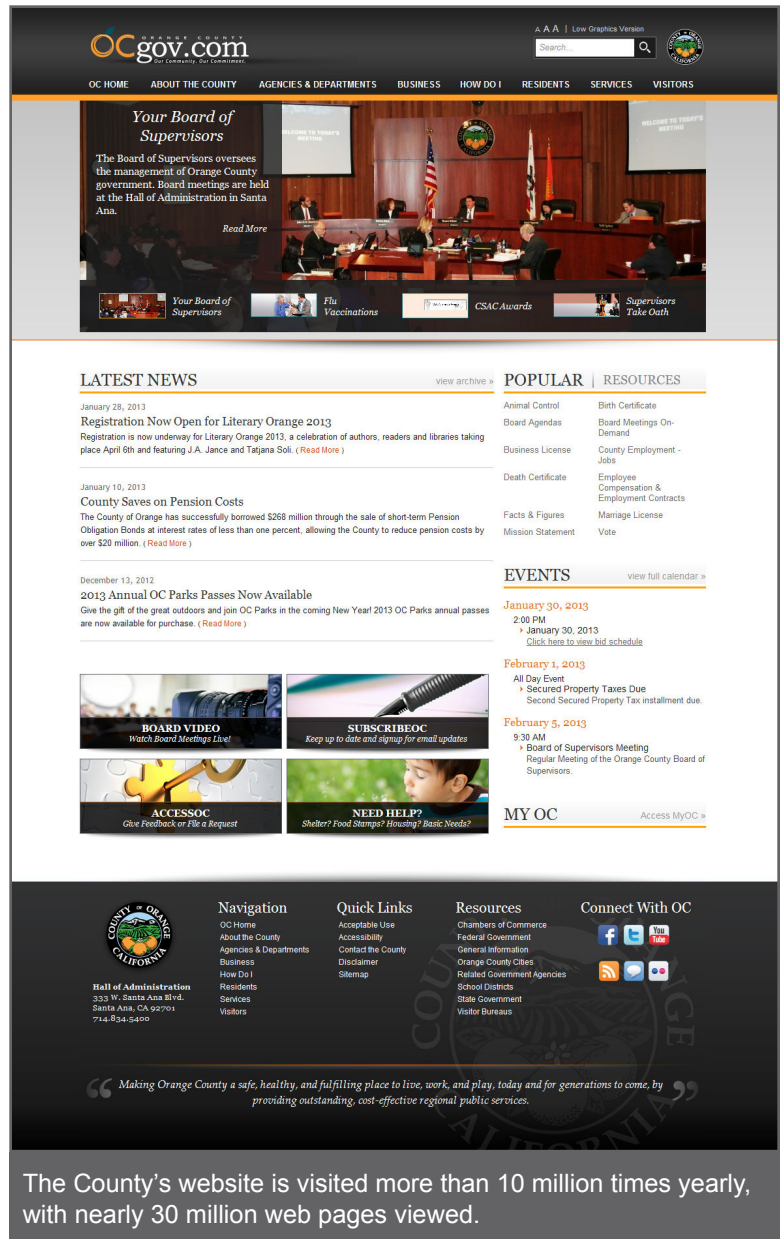 A A A | Low Graphics Version
ORANGE COUNTY
OCgov.com
Our Community. Our Commitment.
Search...
COUNTY OF ORANGE
CALIFORNIA
OC HOME ABOUT THE COUNTY AGENCIES & DEPARTMENTS BUSINESS HOW DO I RESIDENTS SERVICES VISITORS
Your Board of
Supervisors
The Board of Supervisors oversees
the management of Orange County
government. Board meetings are held
at the Hall of Administration in Santa
Ana.
Read More
WELCOME TO TODAY'S
MEETING
WELCOME TO TODAY'S
MEETING
Your Board of
Supervisors
Flu
Vaccinations
CSAC Awards
Supervisors
Take Oath
LATEST NEWS view archive »
January 28, 2013
Registration Now Open for Literary Orange 2013
Registration is now underway for Literary Orange 2013, a celebration of authors, readers and libraries taking
place April 6th and featuring J.A. Jance and Tatjana Soli. ( Read More )
January 10, 2013
County Saves on Pension Costs
The County of Orange has successfully borrowed $268 million through the sale of short-term Pension
Obligation Bonds at interest rates of less than one percent, allowing the County to reduce pension costs by
over $20 million. ( Read More )
December 13, 2012
2013 Annual OC Parks Passes Now Available
Give the gift of the great outdoors and join OC Parks in the coming New Year! 2013 OC Parks annual passes
are now available for purchase. ( Read More )
BOARD VIDEO
Watch Board Meetings Live!
SUBSCRIBEOC
Keep up to date and signup for email updates
ACCESSOC
Give Feedback or File a Request
NEED HELP?
Shelter? Food Stamps? Housing? Basic Needs?
POPULAR | RESOURCES
Animal Control Birth Certificate
Board Agendas Board Meetings On-
Demand
Business License County Employment -
Jobs
Death Certificate Employee
Compensation &
Employment Contracts
Facts & Figures Marriage License
Mission Statement Vote
EVENTS view full calendar »
January 30, 2013
2:00 PM
January 30, 2013
Click here to view bid schedule
February 1, 2013
All Day Event
Secured Property Taxes Due
Second Secured Property Tax installment due.
February 5, 2013
9:30 AM
Board of Supervisors Meeting
Regular Meeting of the Orange County Board of
Supervisors.
MY OC Access MyOC »
COUNTY OF ORANGE
CALIFORNIA
Hall of Administration
333 W. Santa Ana Blvd.
Santa Ana, CA 92701
714.834.5400
Navigation
OC Home
About the County
Agencies & Departments
Business
How Do I
Residents
Services
Visitors
Quick Links
Acceptable Use
Accessibility
Contact the County
Disclaimer
Sitemap
Resources
Chambers of Commerce
Federal Government
General Information
Orange County Cities
Related Government Agencies
School Districts
State Government
Visitor Bureaus
Connect With OC
You
Tube
“ Making Orange County a safe, healthy, and fulfilling place to live, work, and play, today and for generations to come, by ”
providing outstanding, cost-effective regional public services.
The County’s website is visited more than 10 million times yearly,
with nearly 30 million web pages viewed.